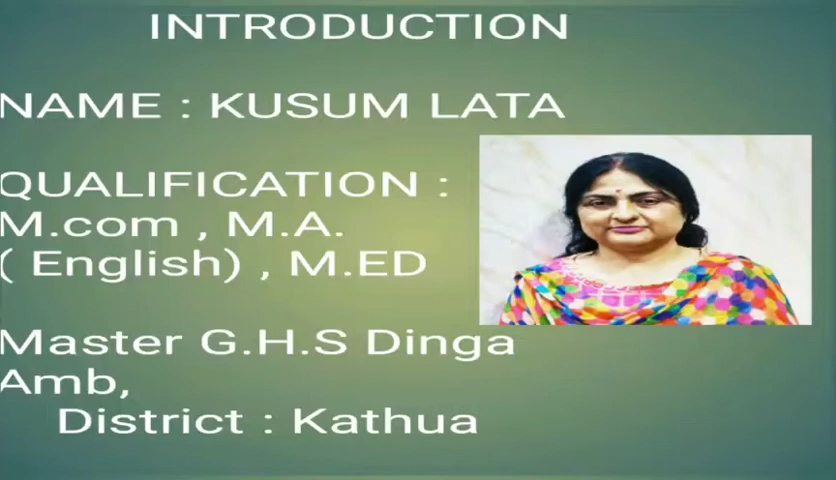 INTRODUCTION
NAME : KUSUM LATA
QUALIFICATION :
M.com , M.A.
( English) , M.ED
Master G.H.S Dinga
Amb,
District : Kathua